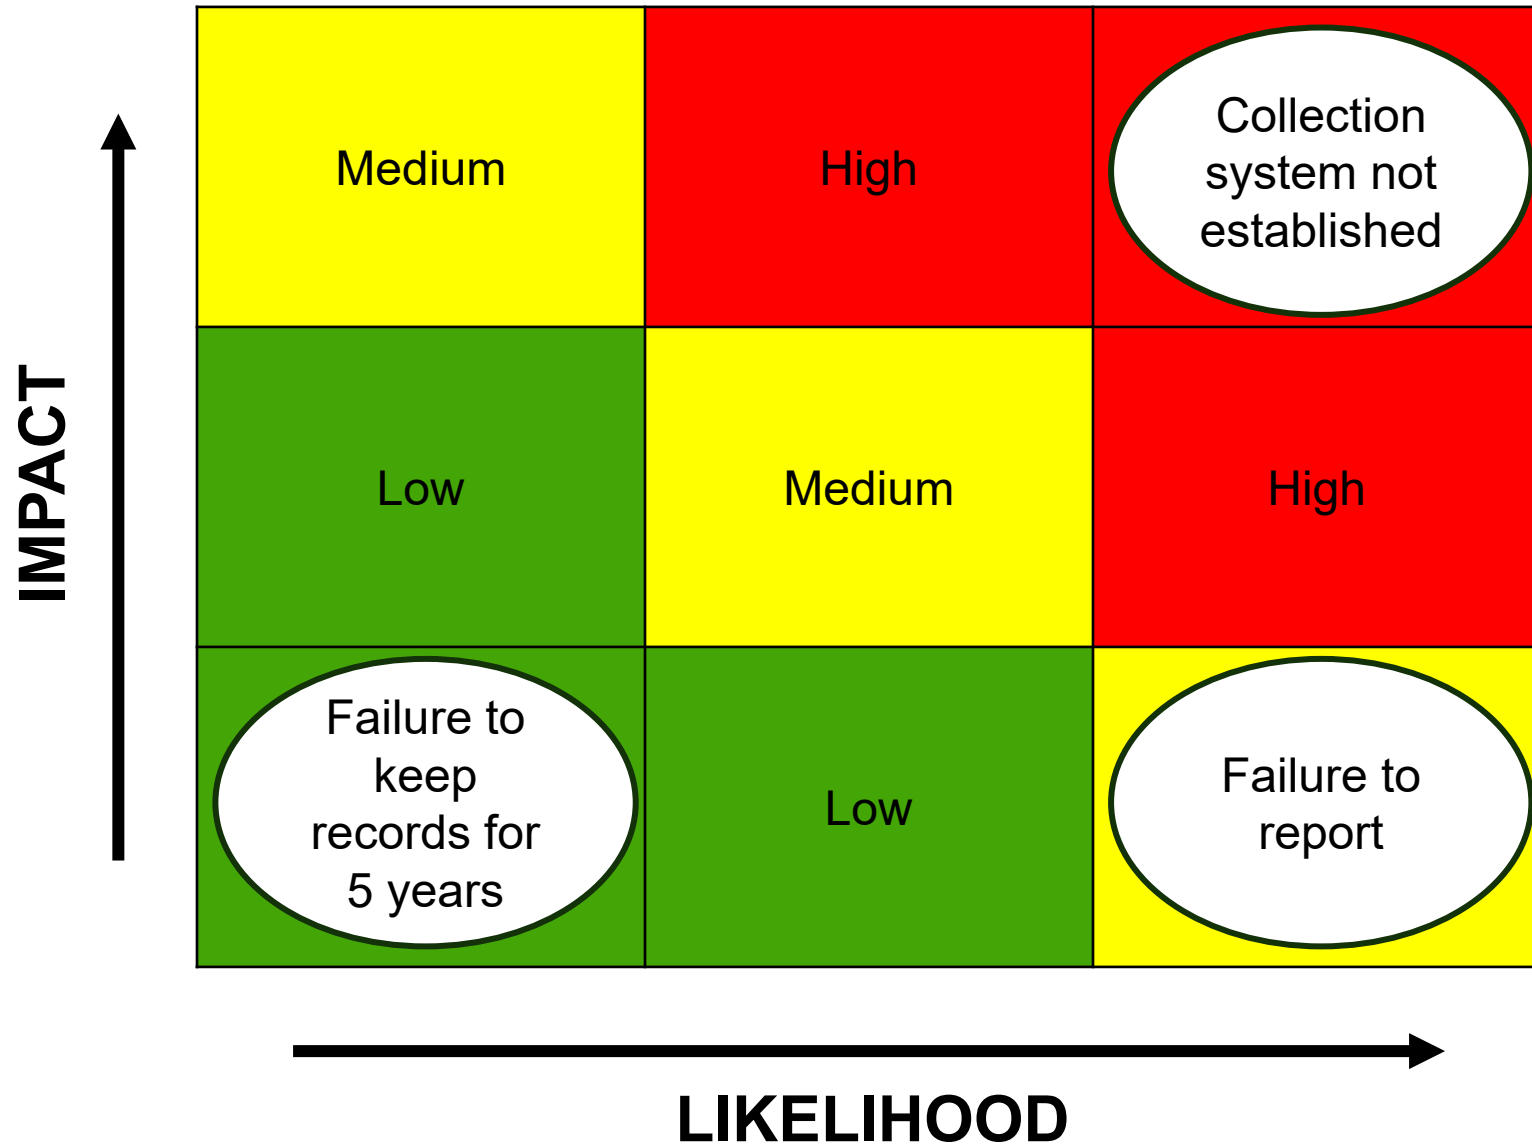 Medium
High
Collection
system not
established
IMPACT
Low
Medium
High
Failure to
keep
records for
5 years
Low
Failure to
report
LIKELIHOOD